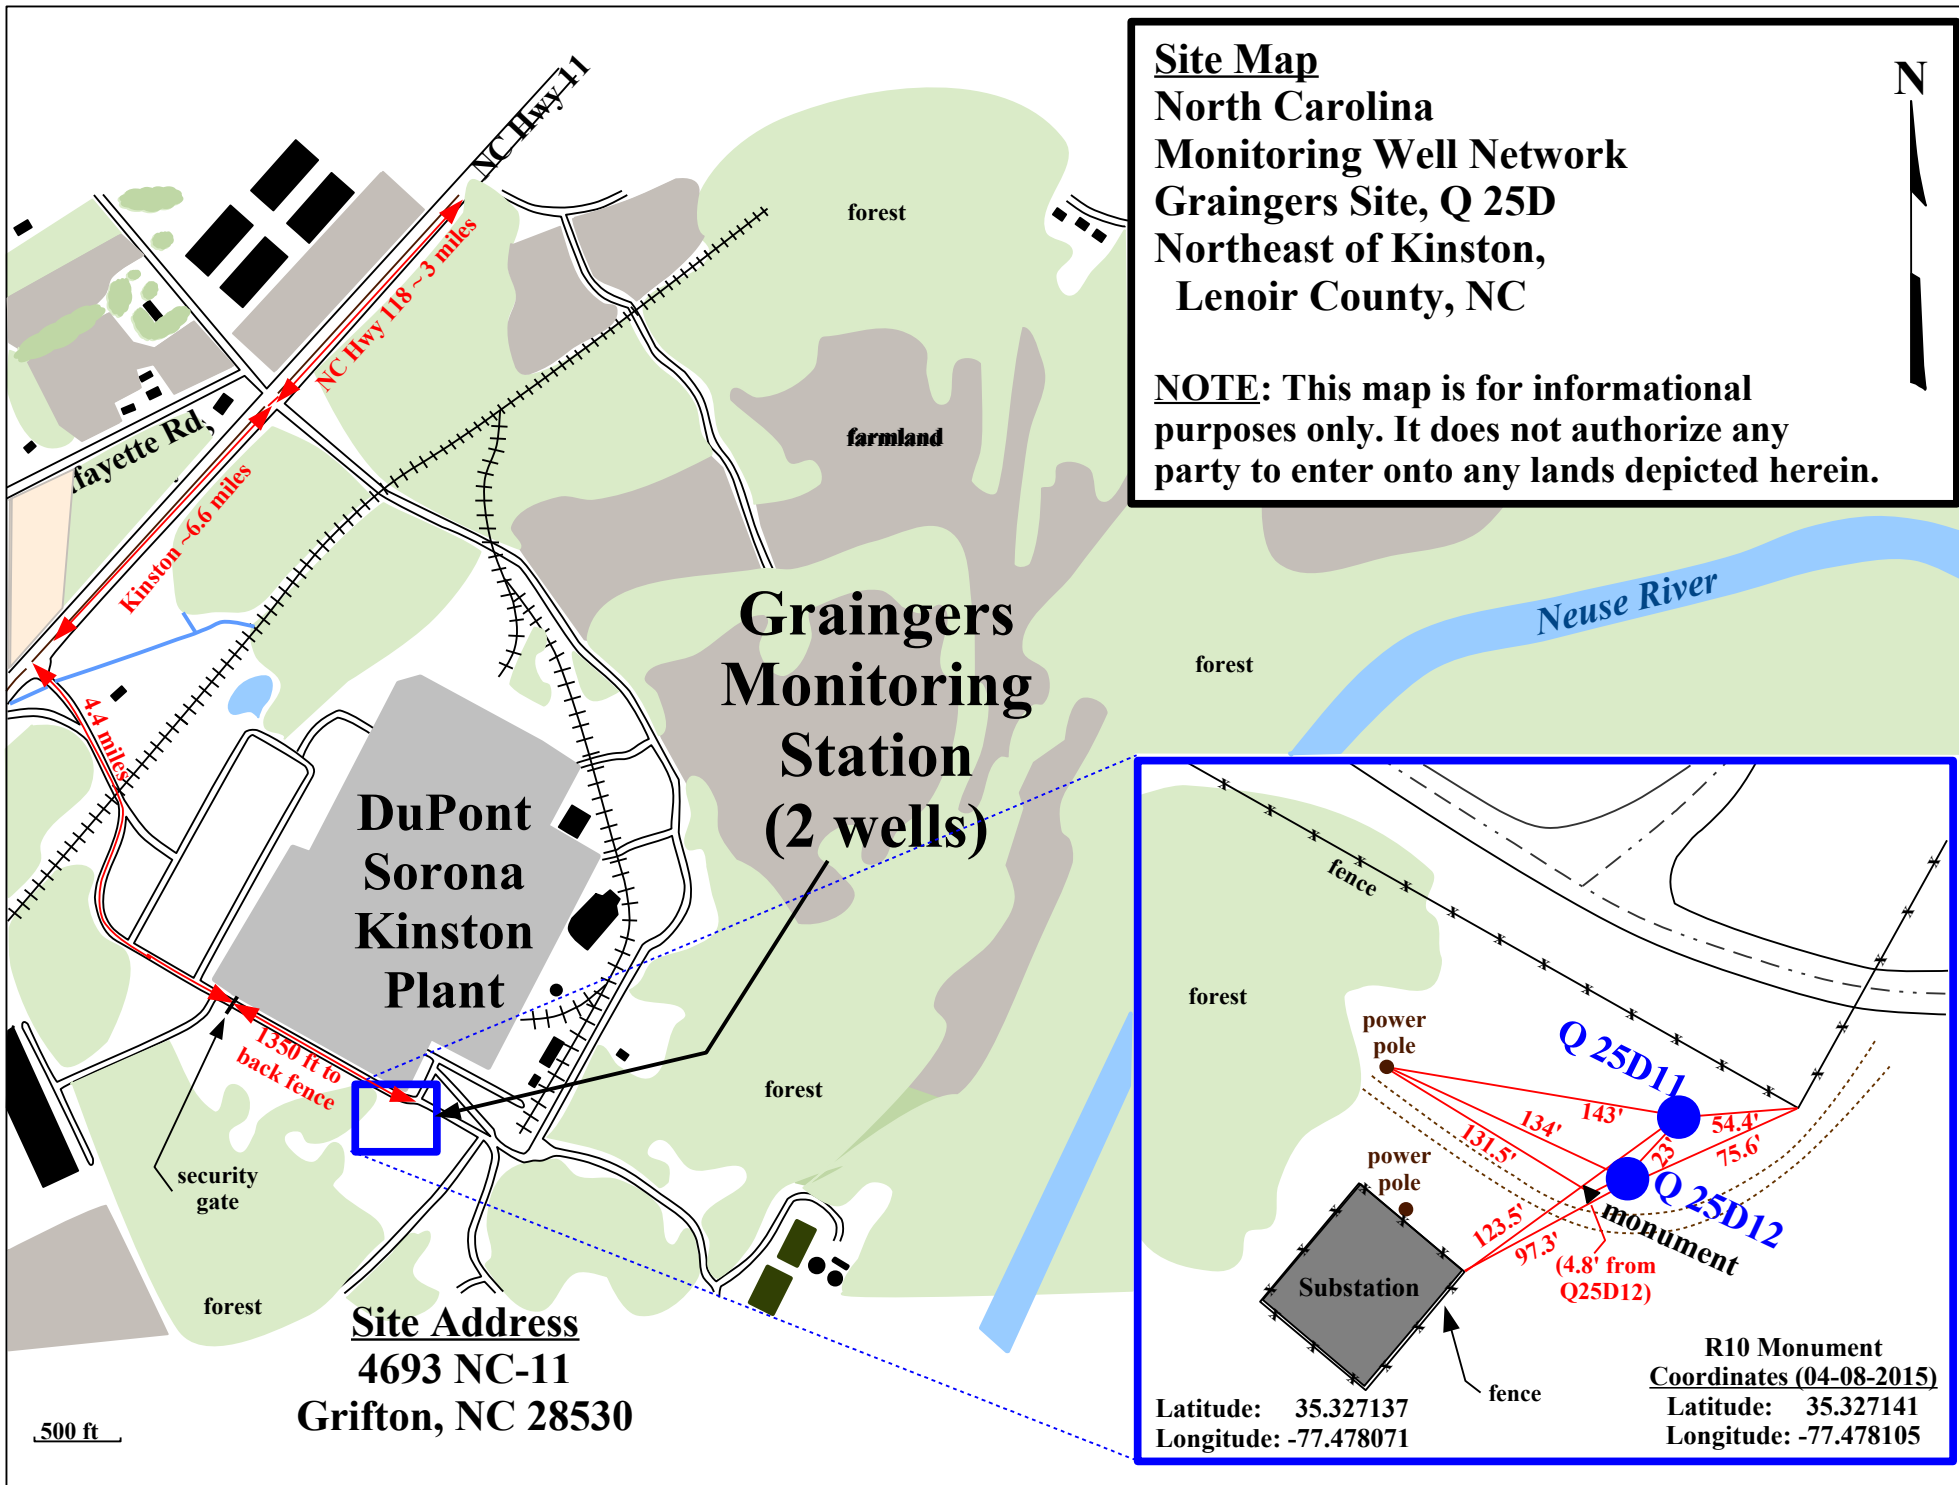 Site Map
North Carolina
Monitoring Well Network
Graingers Site, Q 25D
Northeast of Kinston,
Lenoir County, NC
NOTE: This map is for informational
purposes only. It does not authorize any
party to enter onto any lands depicted herein.
N
NC Hwy 11
NC Hwy 118 ~ 3 miles
fayette Rd,
Kinston ~6.6 miles
4.4 miles
forest
farmland
Neuse River
forest
Graingers
Monitoring
Station
(2 wells)
DuPont
Sorona
Kinston
Plant
1350 ft to
back fence
security
gate
forest
forest
Site Address
4693 NC-11
Grifton, NC 28530
500 ft
fence
forest
power
pole
Q 25D11
143'
54.4'
134'
131.5'
23'
75.6'
power
pole
Q 25D12
monument
123.5'
97.3'
(4.8' from
Q25D12)
Substation
fence
R10 Monument
Coordinates (04-08-2015)
Latitude: 35.327137
Longitude: -77.478071
Latitude: 35.327141
Longitude: -77.478105